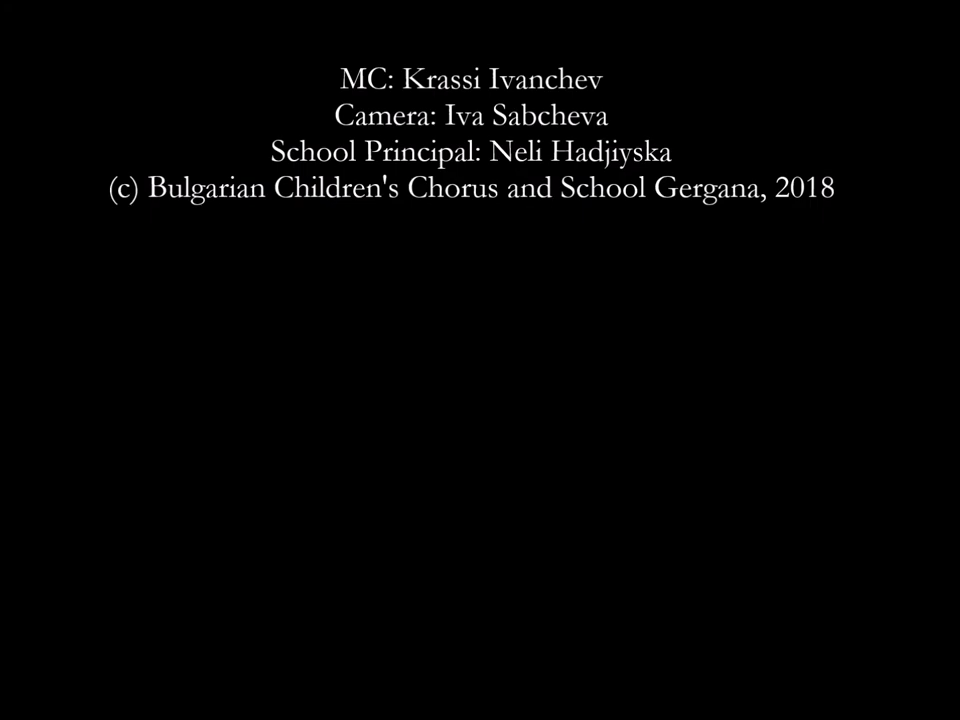 MC: Krassi Ivanchev
Camera: Iva Sabcheva
School Principal: Neli Hadjiyska
(c) Bulgarian Children's Chorus and School Gergana, 2018